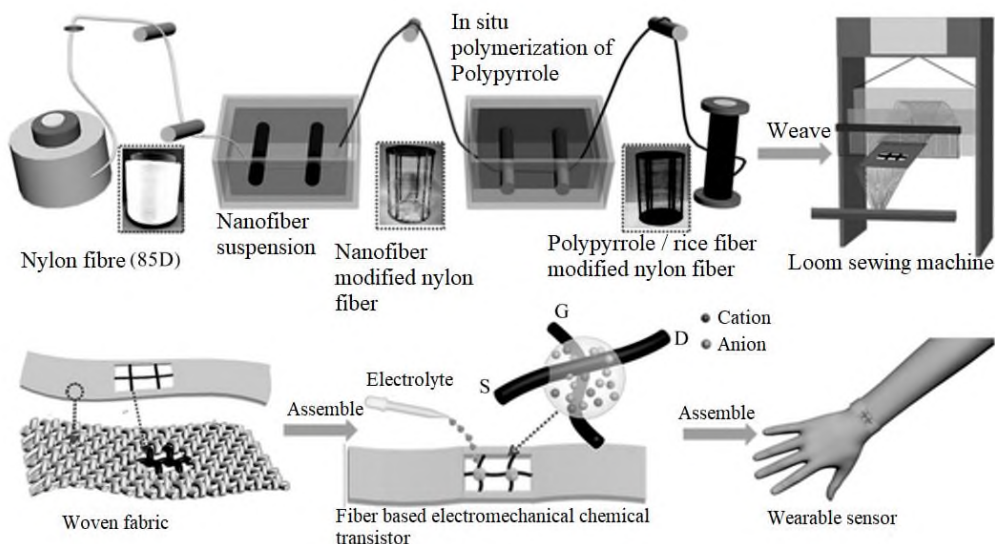 In situ
polymerization of
Polypyrrole
Weave
Nanofiber
suspension
Nylon fibre (85D)
Nanofiber
modified nylon
fiber
Polypyrrole / rice fiber
modified nylon fiber
Loom sewing machine
G
D
S
Cation
Anion
Electrolyte
Assemble
Assemble
Woven fabric
Fiber based electromechanical chemical
transistor
Wearable sensor